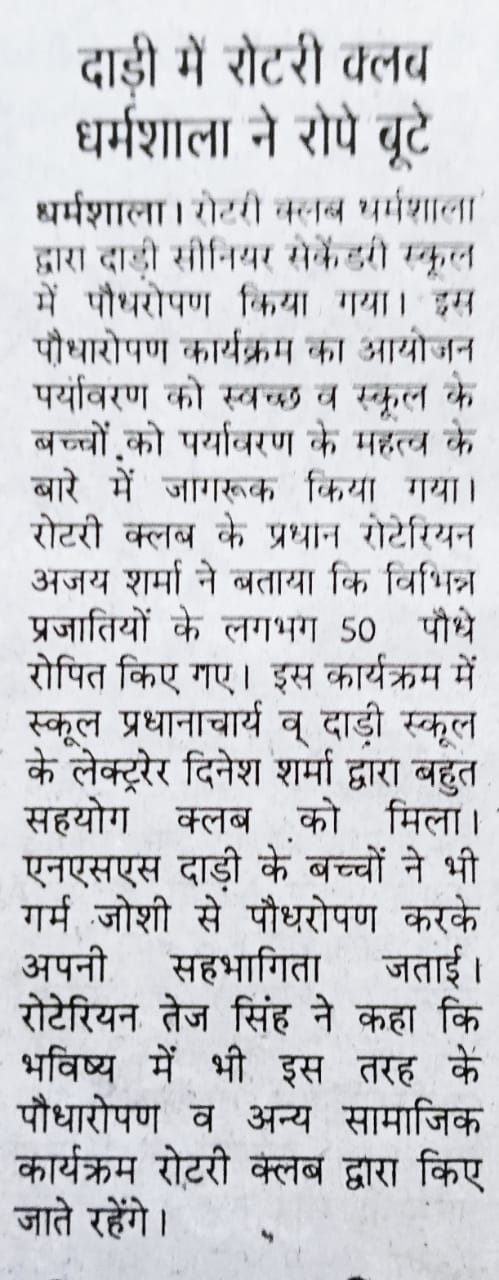 दाड़ी में रोटरी क्लब
धर्मशाला ने रोपे बूटे
धर्मशाला। रोटरी क्लब धर्मशाला
द्वारा दाड़ी सीनियर सेकेंडरी स्कूल
में पौधरोपण किया गया। इस
पौधारोपण कार्यक्रम का आयोजन
पर्यावरण को स्वच्छ व स्कूल के
बच्चों को पर्यावरण के महत्व के
बारे में जागरूक किया गया।
रोटरी क्लब के प्रधान रोटेरियन
अजय शर्मा ने बताया कि विभिन्न
प्रजातियों के लगभग 50 पौधे
रोपित किए गए। इस कार्यक्रम में
स्कूल प्रधानाचार्य व् दाड़ी स्कूल
के लेक्ट्रेरर दिनेश शर्मा द्वारा बहुत
सहयोग क्लब को मिला।
एनएसएस दाड़ी के बच्चों ने भी
गर्म जोशी से पौधरोपण करके
अपनी सहभागिता जताई।
रोटेरियन तेज सिंह ने कहा कि
भविष्य में भी इस तरह के
पौधारोपण व अन्य सामाजिक
कार्यक्रम रोटरी क्लब द्वारा किए
जाते रहेंगे।